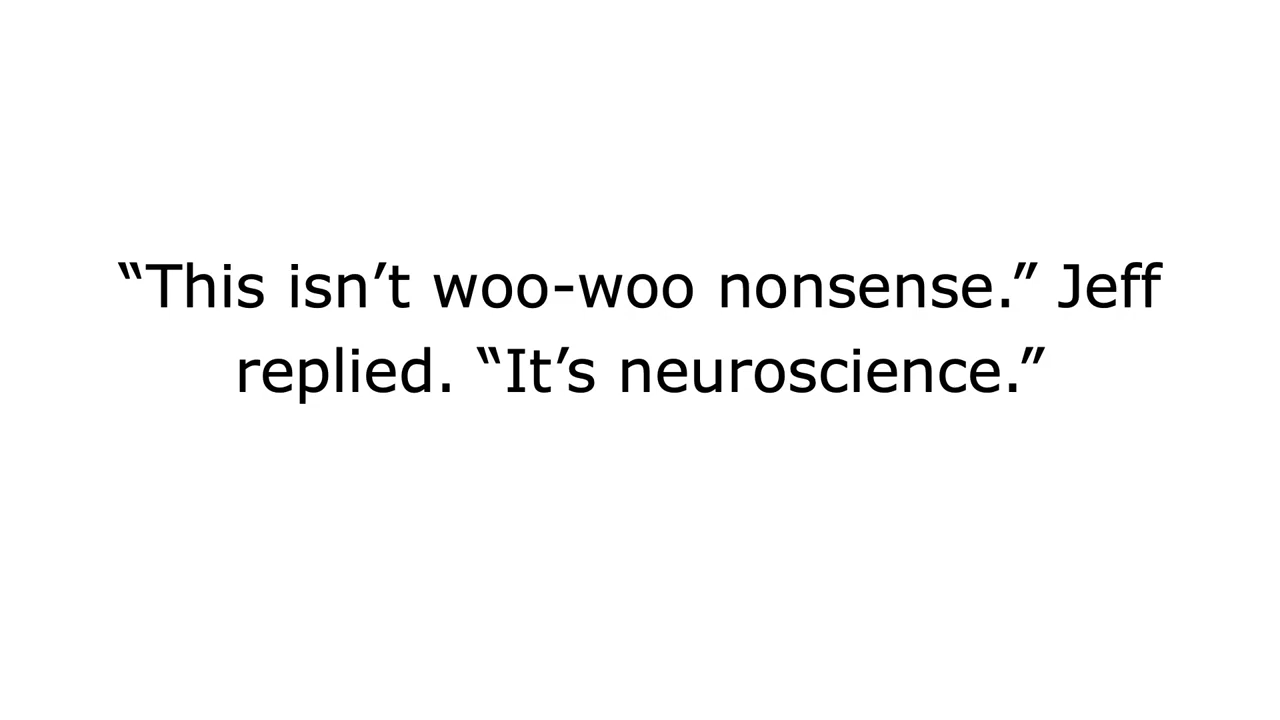 “This isn’t woo-woo nonsense.” Jeff
replied. “It’s neuroscience.”